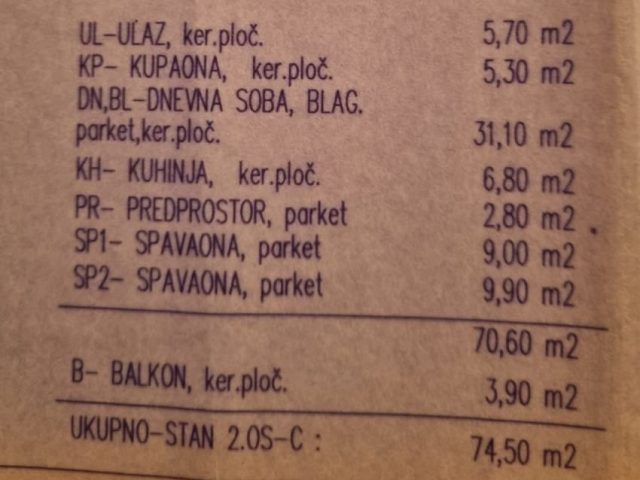 UL-ULAZ, ker.ploč. 5,70 m2
KP- KUPAONA, ker.ploč. 5,30 m2
DN,BL-DNEVNA SOBA, BLAG.
parket,ker.ploč. 31,10 m2
KH- KUHINJA, ker.ploč. 6,80 m2
PR- PREDPROSTOR, parket 2,80 m2
SP1- SPAVAONA, parket 9,00 m2
SP2- SPAVAONA, parket 9,90 m2
70,60 m2
B- BALKON, ker.ploč. 3,90 m2
UKUPNO-STAN 2.OS-C : 74,50 m2